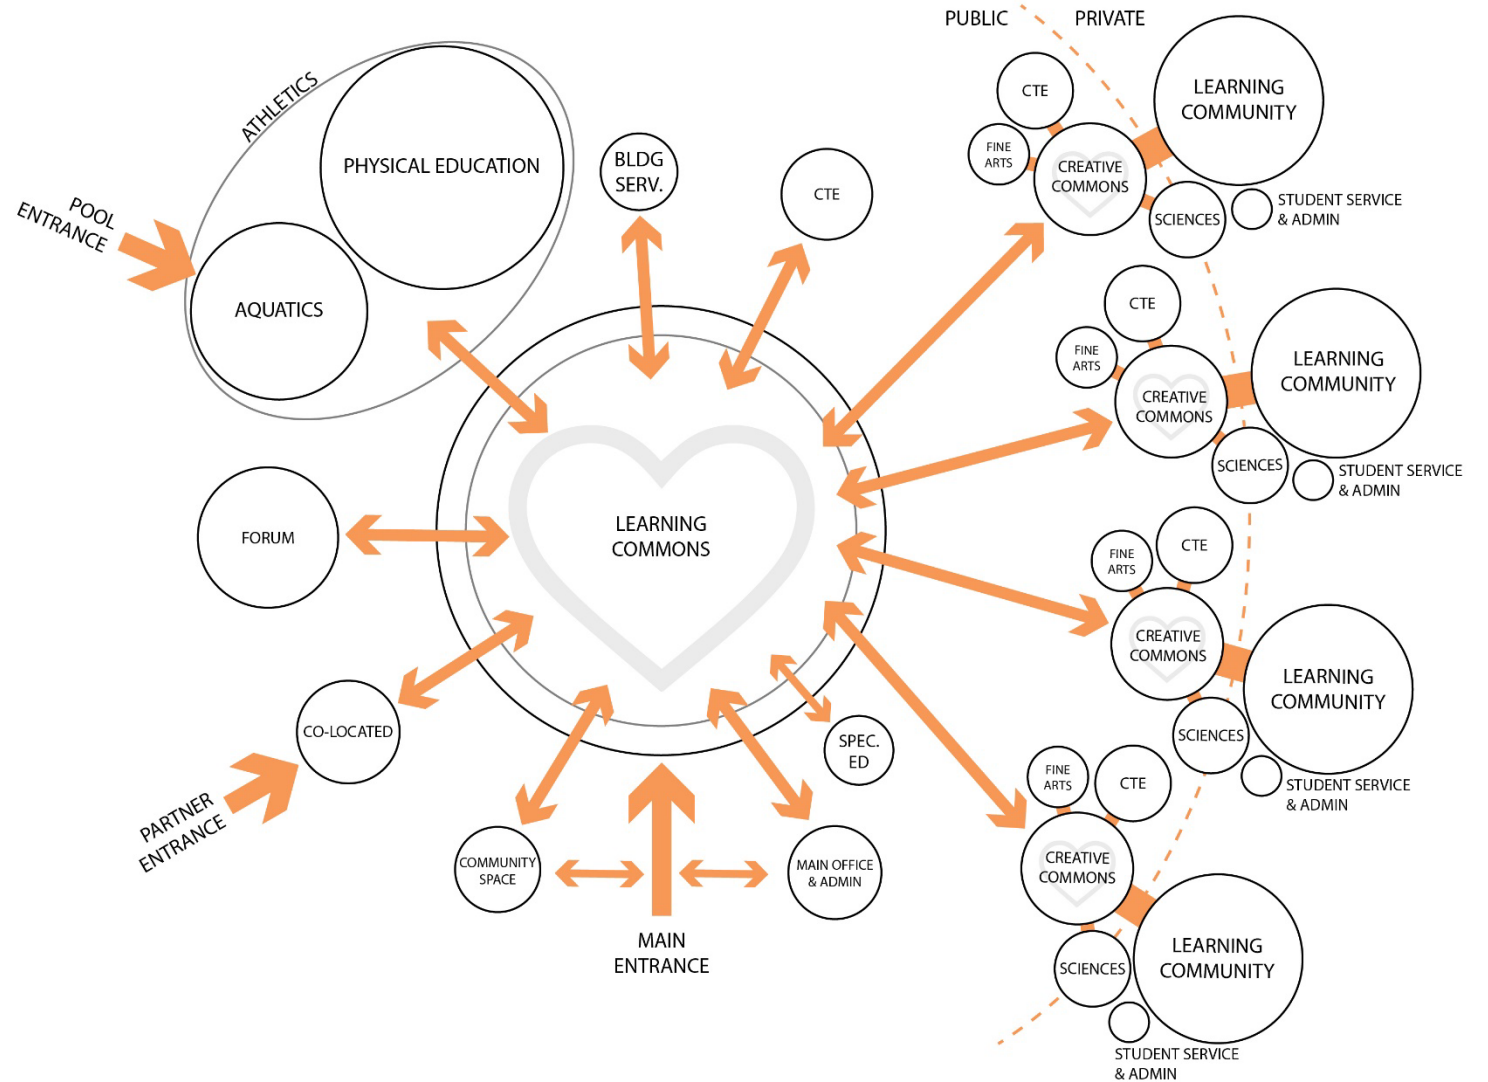 PUBLIC
PRIVATE
ATHLETICS
PHYSICAL EDUCATION
POOL
ENTRANCE
AQUATICS
BLDG
SERV.
CTE
LEARNING
COMMONS
FORUM
CO-LOCATED
PARTNER
ENTRANCE
COMMUNITY
SPACE
MAIN
ENTRANCE
MAIN OFFICE
& ADMIN
SPEC.
ED
CTE
FINE
ARTS
CREATIVE
COMMONS
LEARNING
COMMUNITY
SCIENCES
STUDENT SERVICE
& ADMIN
CTE
FINE
ARTS
CREATIVE
COMMONS
LEARNING
COMMUNITY
SCIENCES
STUDENT SERVICE
& ADMIN
FINE
ARTS
CTE
CREATIVE
COMMONS
LEARNING
COMMUNITY
SCIENCES
STUDENT SERVICE
& ADMIN
FINE
ARTS
CTE
CREATIVE
COMMONS
LEARNING
COMMUNITY
SCIENCES
STUDENT SERVICE
& ADMIN